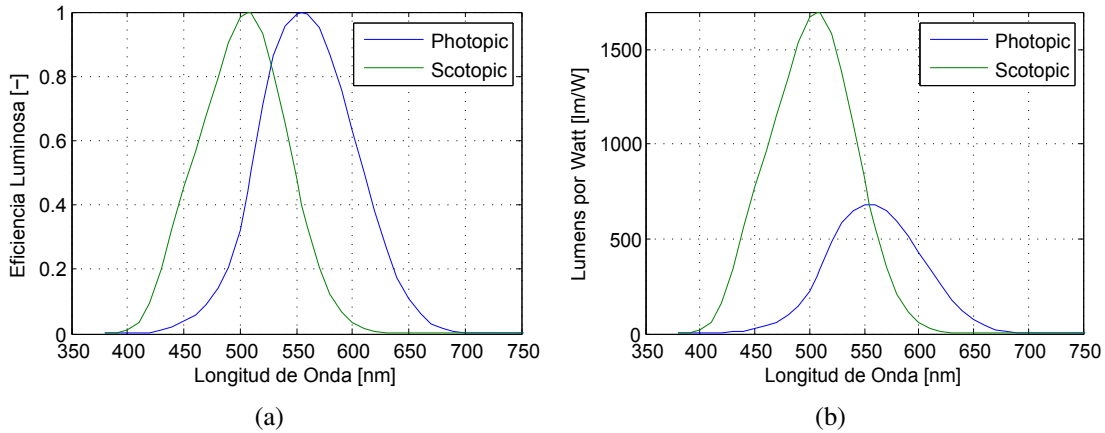 Eficiencia Luminosa [−]
1
0.8
0.6
0.4
0.2
0
350 400 450 500 550 600 650 700 750
Longitud de Onda [nm]
Photopic
Scotopic
(a)
Lumens por Watt [lm/W]
1500
1000
500
0
350 400 450 500 550 600 650 700 750
Longitud de Onda [nm]
Photopic
Scotopic
(b)